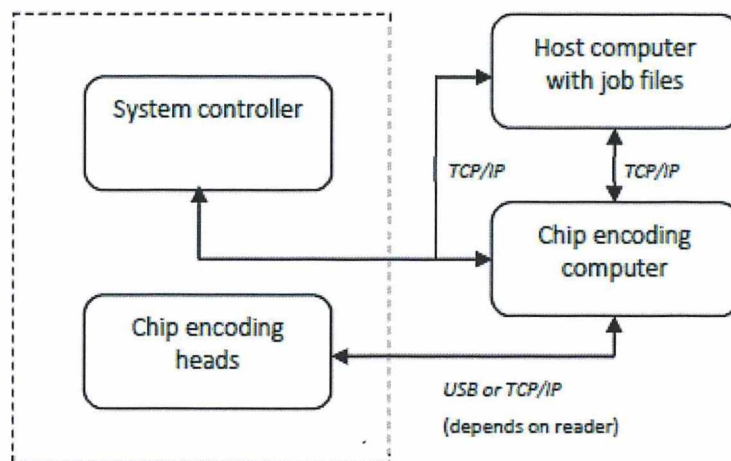 Host computer
with job files
System controller
TCP/IP
TCP/IP
Chip encoding
computer
Chip encoding
heads
USB or TCP/IP
(depends on reader)